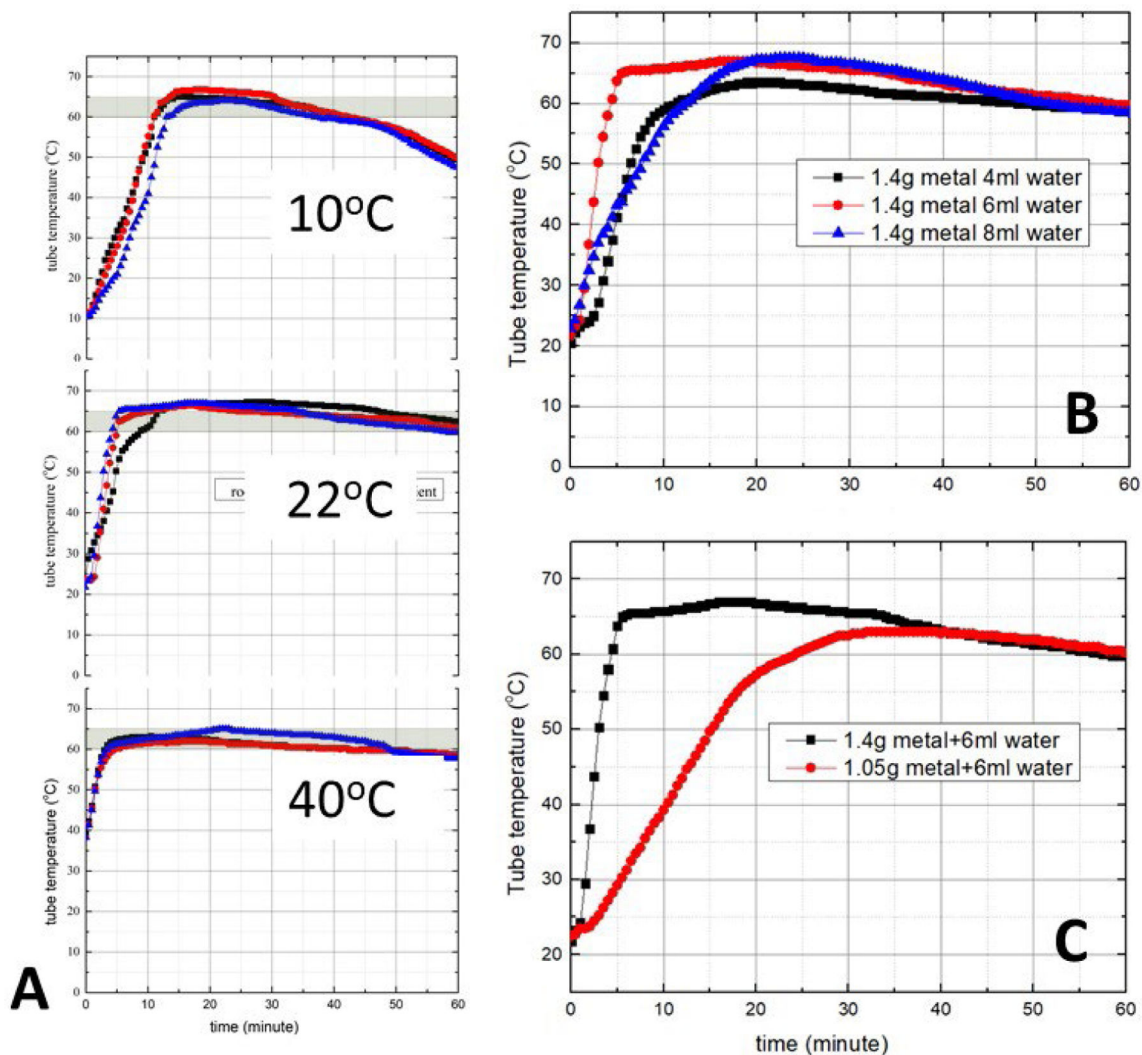 70
60
50
40
30
20
10
0
tube temperature (°C)
10°C
70
60
50
40
30
20
10
0
tube temperature (°C)
22°C
70
60
50
40
30
20
10
0
tube temperature (°C)
40°C
0 10 20 30 40 50 60
time (minute)
A
70
60
50
40
30
20
10
0
Tube temperature (°C)
1.4g metal 4ml water
1.4g metal 6ml water
1.4g metal 8ml water
B
0 10 20 30 40 50 60
70
60
50
40
30
20
Tube temperature (°C)
1.4g metal+6ml water
1.05g metal+6ml water
C
0 10 20 30 40 50 60
time (minute)